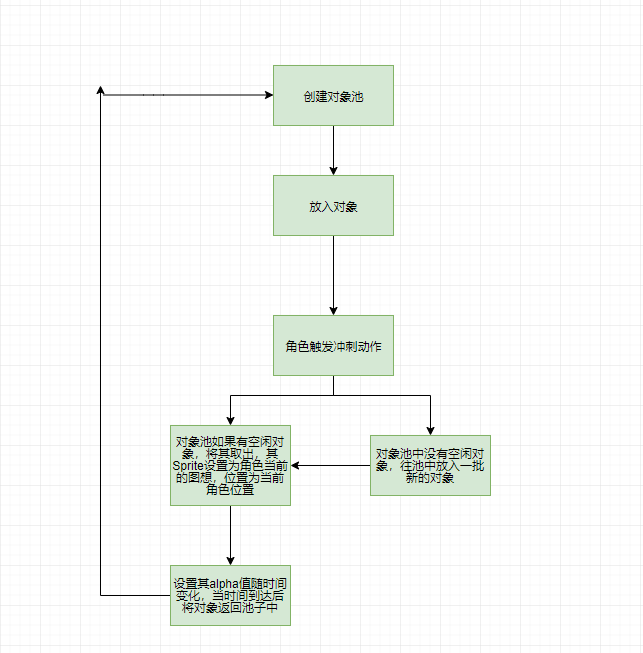 创建对象池
放入对象
角色触发冲刺动作
对象池如果有空闲对
象，将其取出，其
Sprite设置为角色当前
的图想，位置为当前
角色位置
对象池中没有空闲对
象，往池中放入一批
新的对象
设置其alpha值随时间
变化，当时间到达后
将对象返回池子中